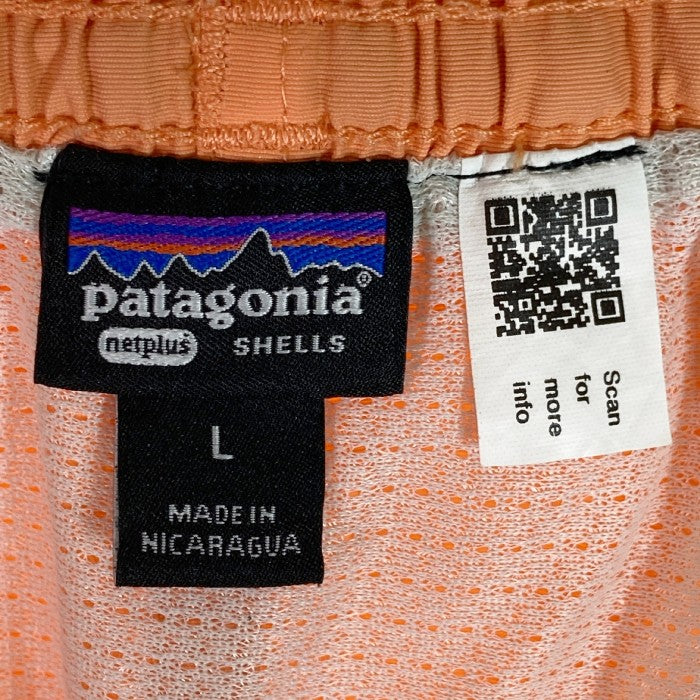 patagonia®
netplus SHELLS
L
MADE IN
NICARAGUA
Scan
for
more
info